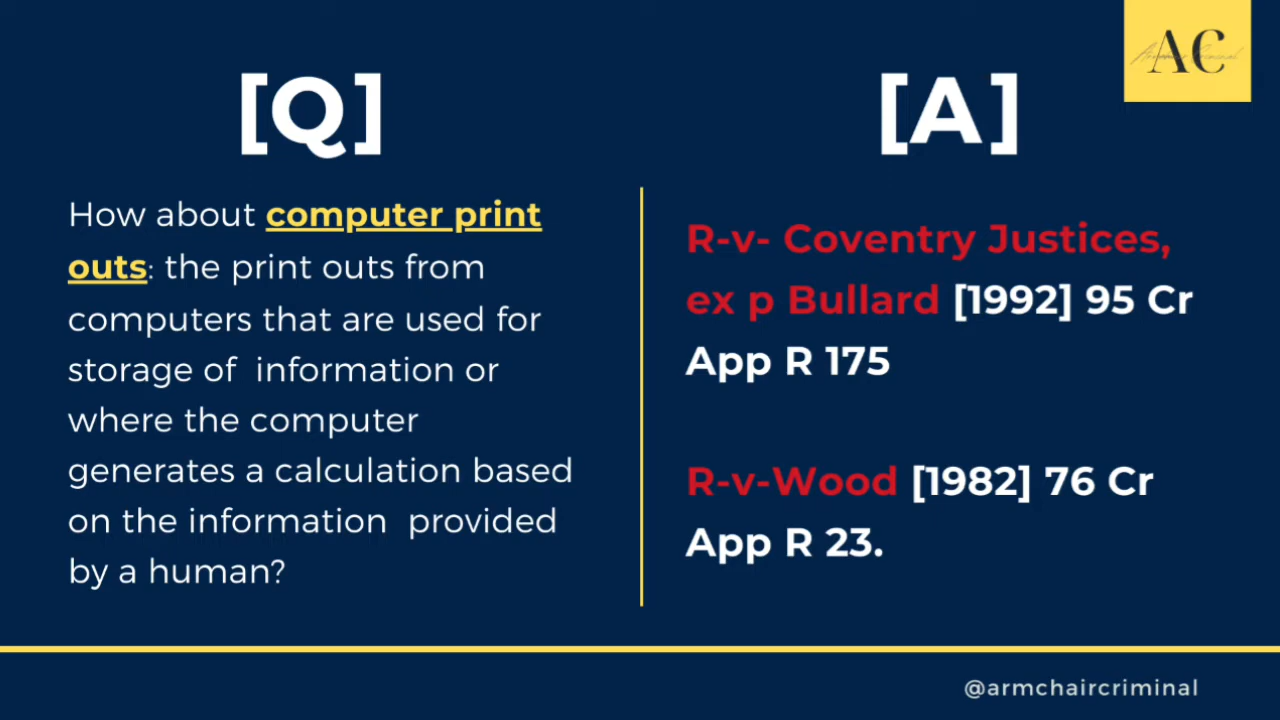 AC
[Q]
[A]
How about computer print
outs: the print outs from
computers that are used for
storage of information or
where the computer
generates a calculation based
on the information provided
by a human?
R-v- Coventry Justices,
ex p Bullard [1992] 95 Cr
App R 175
R-v-Wood [1982] 76 Cr
App R 23.
@armchaircriminal